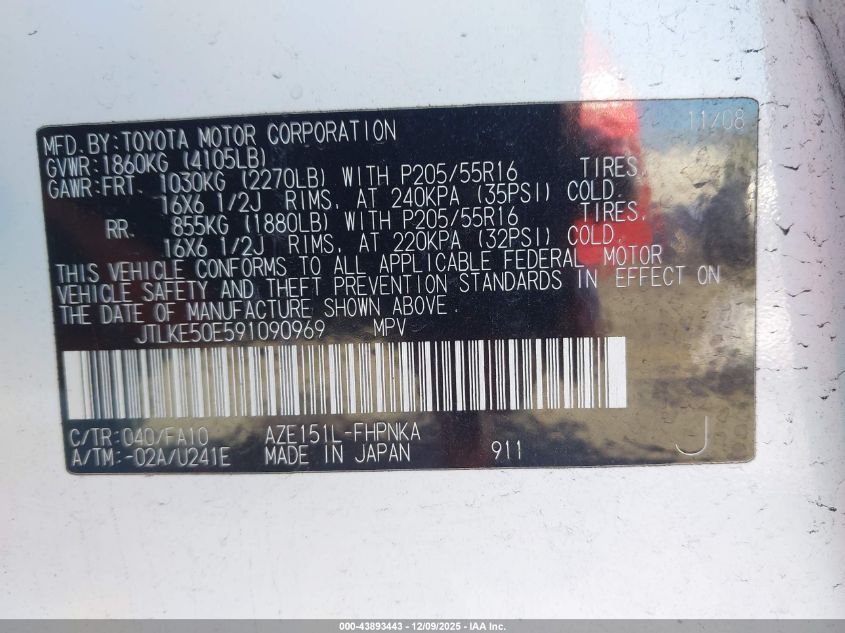 11/08
MFD.BY:TOYOTA MOTOR CORPORATION
GVWR:1860KG (4105LB)
GAWR:FRT. 1030KG (2270LB) WITH P205/55R16 TIRES,
16X6 1/2J RIMS, AT 240KPA (35PSI) COLD.
RR. 855KG (1880LB) WITH P205/55R16 TIRES,
16X6 1/2J RIMS, AT 220KPA (32PSI) COLD.
THIS VEHICLE CONFORMS TO ALL APPLICABLE FEDERAL MOTOR
VEHICLE SAFETY AND THEFT PREVENTION STANDARDS IN EFFECT ON
THE DATE OF MANUFACTURE SHOWN ABOVE.
JTLKE50E591090969 MPV
C/TR:040/FA10 AZE151L-FHPNKA
A/TM:-02A/U241E MADE IN JAPAN 911 J
000-43893443 | 12/09/2025 | IAA Inc.